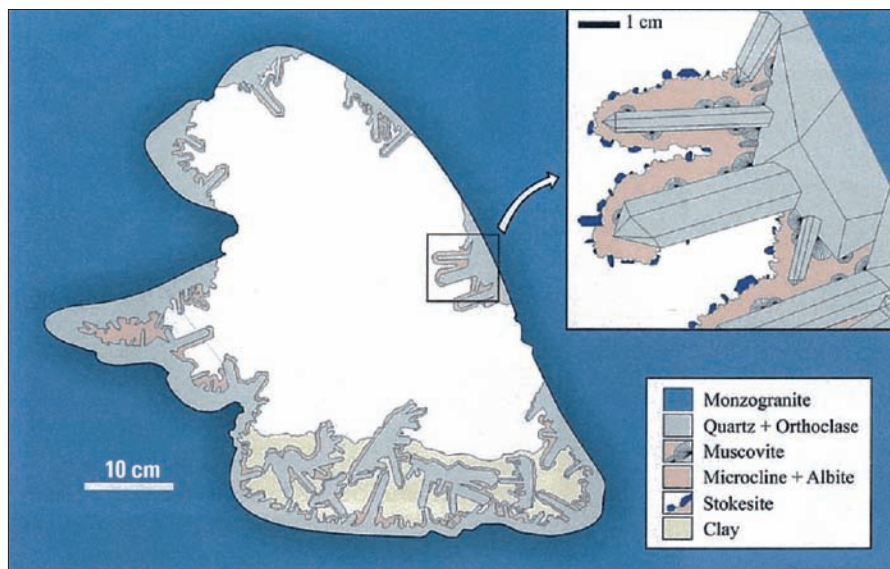 1 cm
10 cm
Monzogranite
Quartz + Orthoclase
Muscovite
Microcline + Albite
Stokesite
Clay